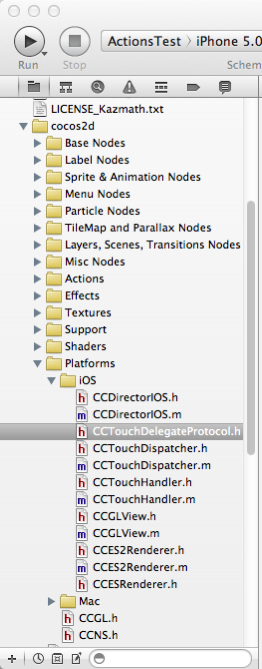 ActionsTest › iPhone 5.0
Run
Stop
Schem
LICENSE_Kazmath.txt
cocos2d
Base Nodes
Label Nodes
Sprite & Animation Nodes
Menu Nodes
Particle Nodes
TileMap and Parallax Nodes
Layers, Scenes, Transitions Nodes
Misc Nodes
Actions
Effects
Textures
Support
Shaders
Platforms
iOS
h CCDirectorIOS.h
m CCDirectorIOS.m
h CCTouchDelegateProtocol.h
h CCTouchDispatcher.h
m CCTouchDispatcher.m
h CCTouchHandler.h
m CCTouchHandler.m
h CCGLView.h
m CCGLView.m
h CCES2Renderer.h
m CCES2Renderer.m
h CCESRenderer.h
Mac
h CCGL.h
h CCNS.h